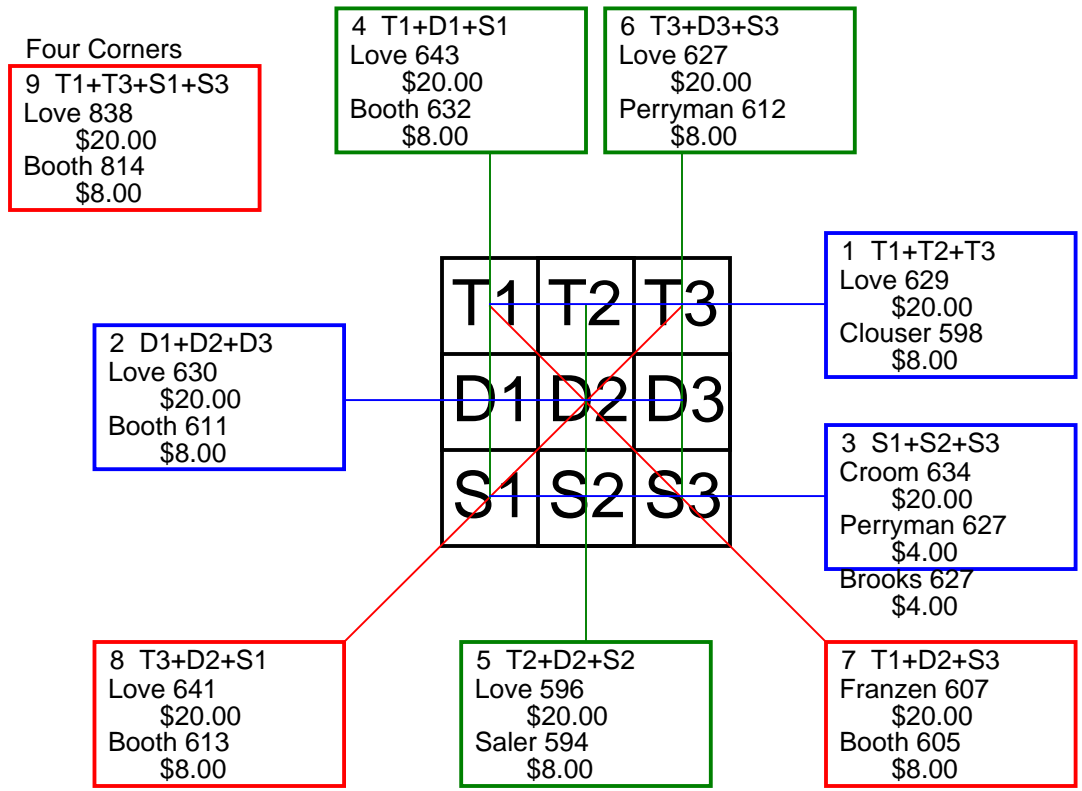 Four Corners
9 T1+T3+S1+S3
Love 838
$20.00
Booth 814
$8.00
4 T1+D1+S1
Love 643
$20.00
Booth 632
$8.00
6 T3+D3+S3
Love 627
$20.00
Perryman 612
$8.00
1 T1+T2+T3
Love 629
$20.00
Clouser 598
$8.00
2 D1+D2+D3
Love 630
$20.00
Booth 611
$8.00
T1 T2 T3
D1 D2 D3
S1 S2 S3
3 S1+S2+S3
Croom 634
$20.00
Perryman 627
$4.00
Brooks 627
$4.00
8 T3+D2+S1
Love 641
$20.00
Booth 613
$8.00
5 T2+D2+S2
Love 596
$20.00
Saler 594
$8.00
7 T1+D2+S3
Franzen 607
$20.00
Booth 605
$8.00